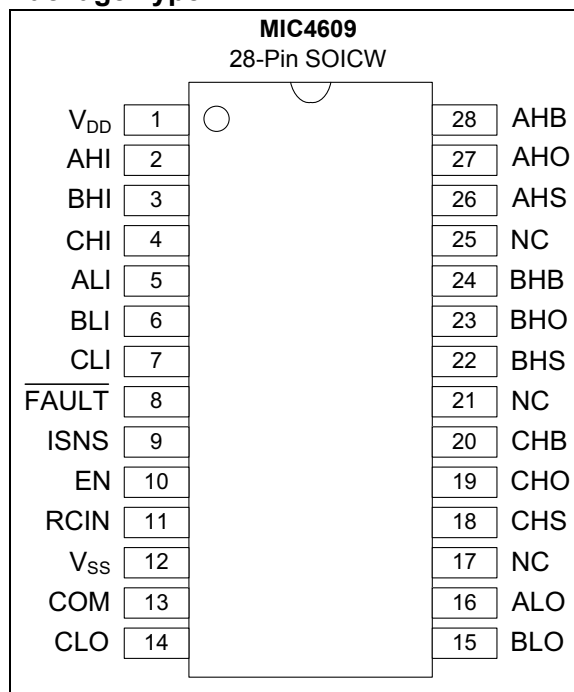 MIC4609
28-Pin SOICW
V_DD 1 28 AHB
AHI 2 27 AHO
BHI 3 26 AHS
CHI 4 25 NC
ALI 5 24 BHB
BLI 6 23 BHO
CLI 7 22 BHS
FAULT 8 21 NC
ISNS 9 20 CHB
EN 10 19 CHO
RCIN 11 18 CHS
V_SS 12 17 NC
COM 13 16 ALO
CLO 14 15 BLO